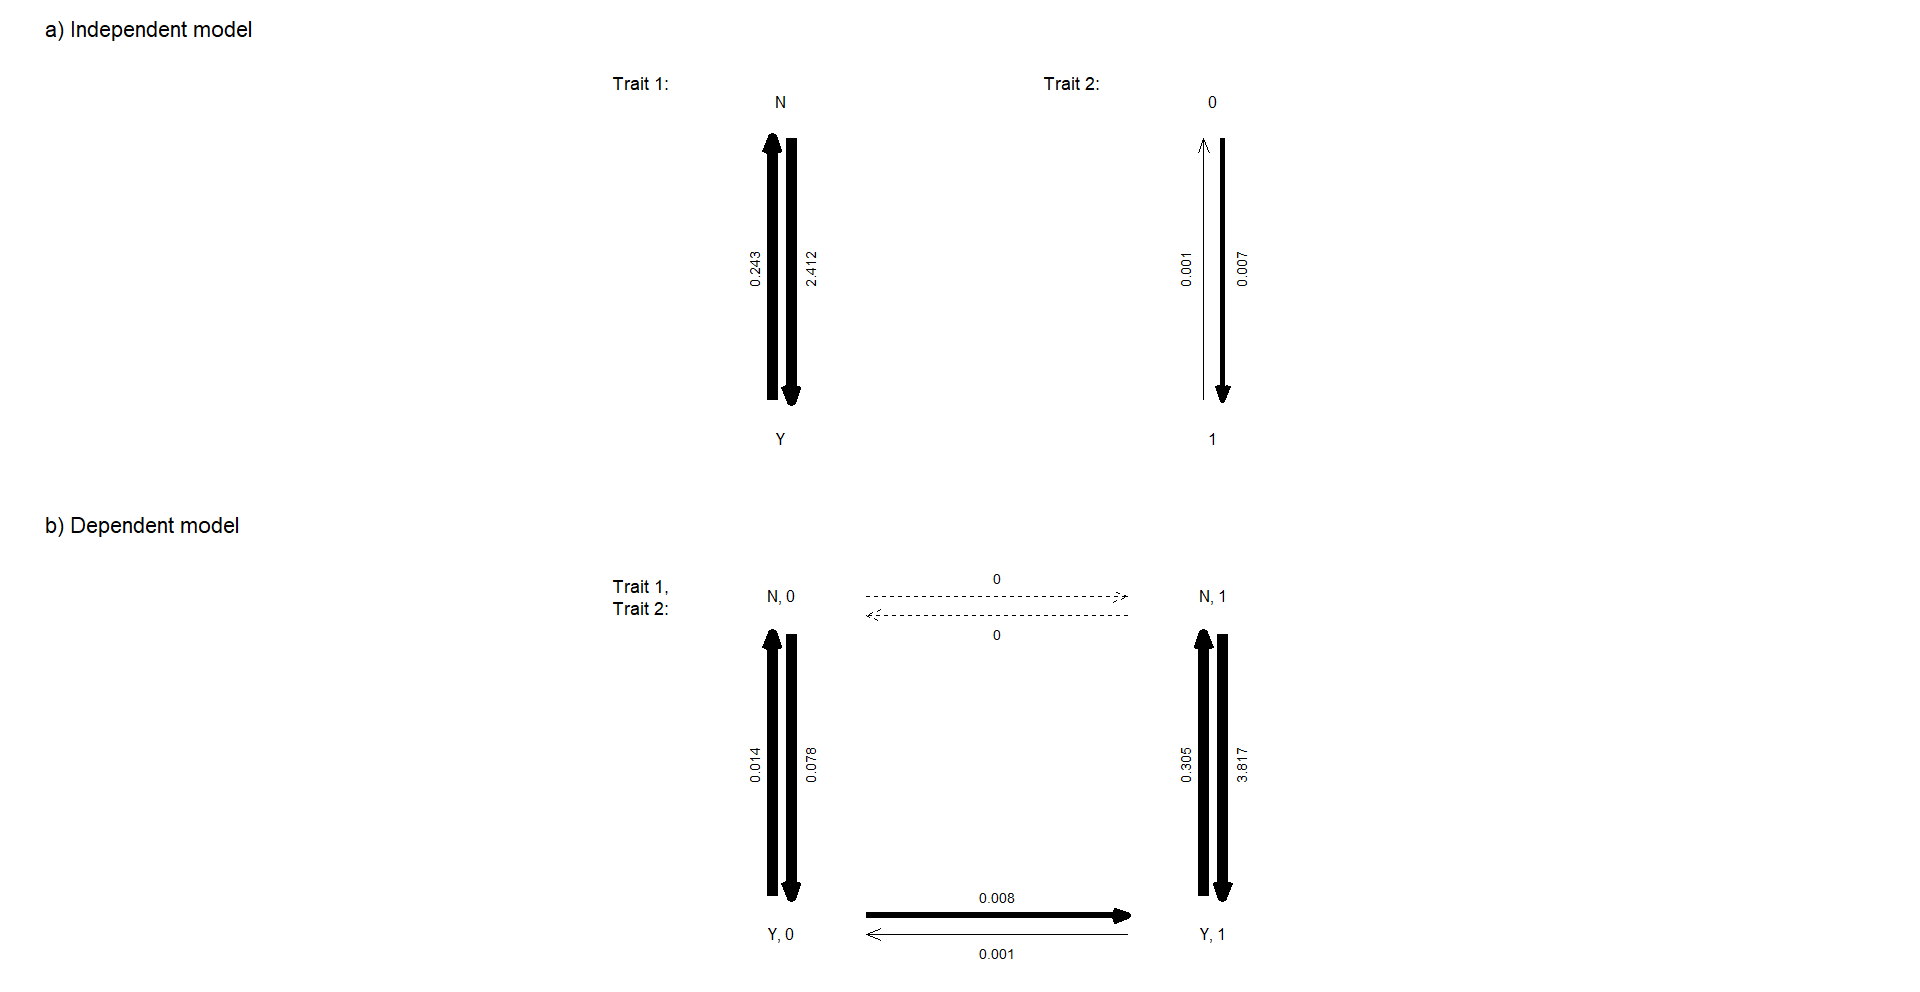 a) Independent model
Trait 1:
Trait 2:
N
0
0.243
2.412
0.001
0.007
Y
1
b) Dependent model
Trait 1,
Trait 2:
N, 0
0
0
N, 1
0.014
0.078
0.305
3.817
0.008
Y, 0
Y, 1
0.001